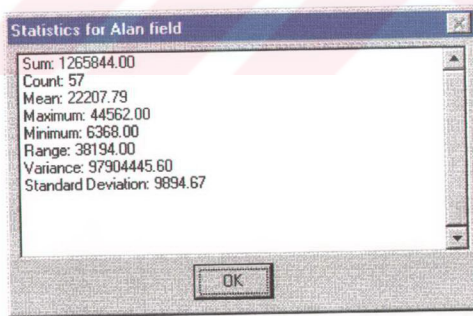 Statistics for Alan field
Sum: 1265844.00
Count: 57
Mean: 22207.79
Maximum: 44562.00
Minimum: 6368.00
Range: 38194.00
Variance: 97904445.60
Standard Deviation: 9894.67
OK